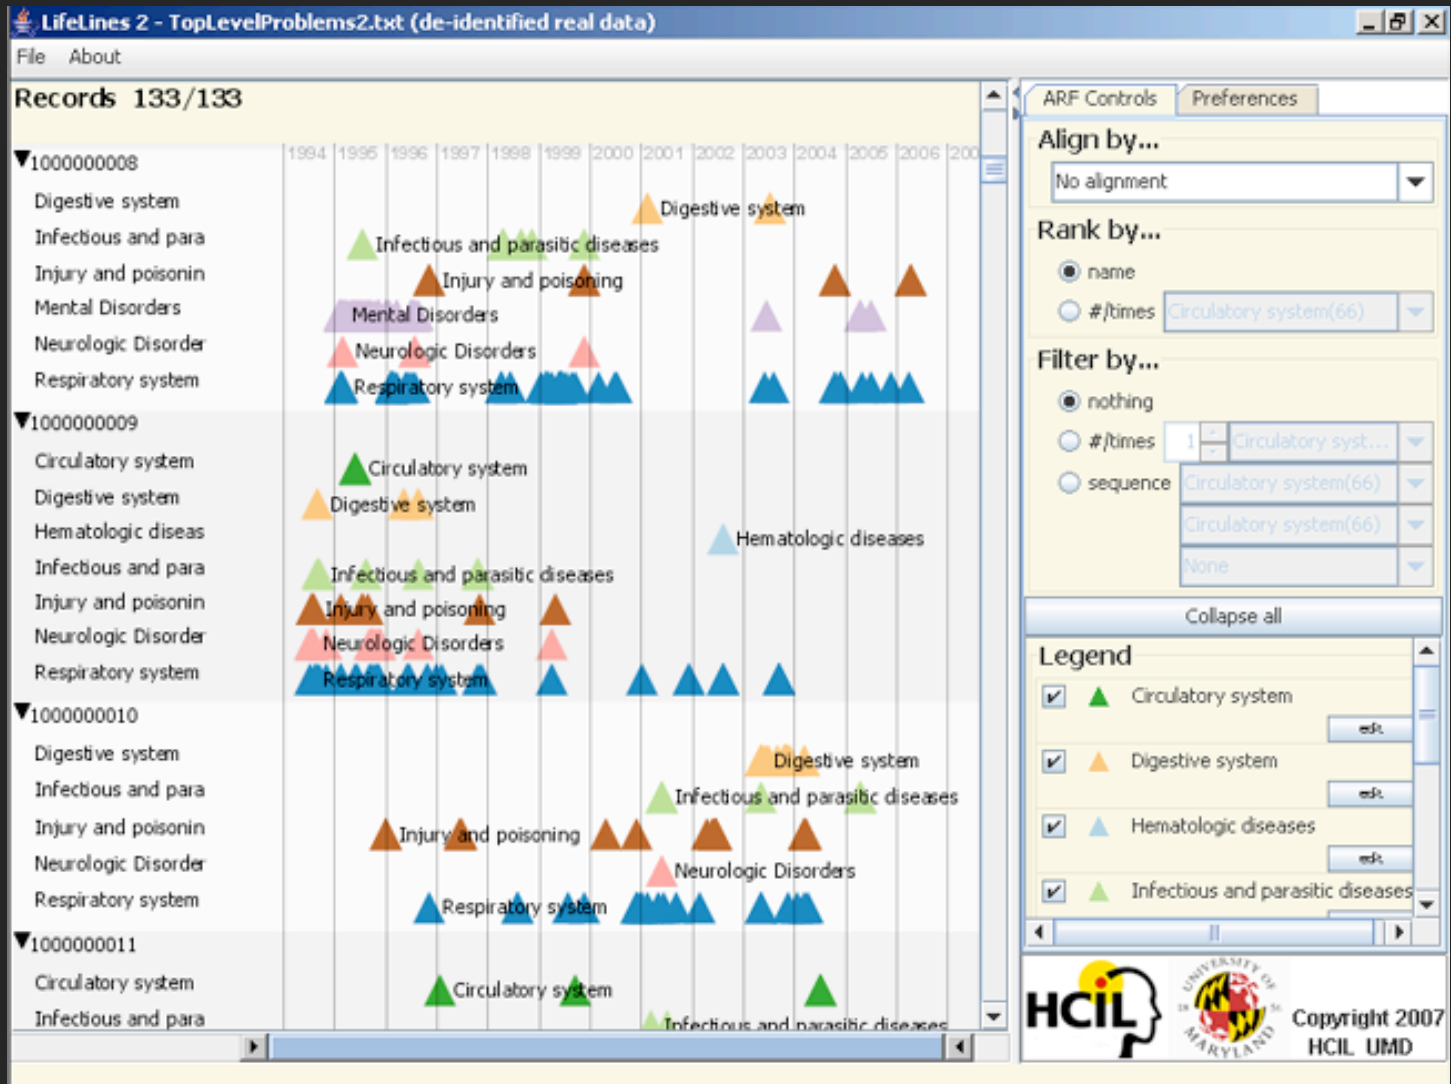 LifeLines 2 - TopLevelProblems2.txt (de-identified real data)
File About
Records 133/133
1994 1995 1996 1997 1998 1999 2000 2001 2002 2003 2004 2005 2006 200
1000000008
Digestive system Digestive system
Infectious and para Infectious and parasitic diseases
Injury and poisonin Injury and poisoning
Mental Disorders Mental Disorders
Neurologic Disorder Neurologic Disorders
Respiratory system Respiratory system
1000000009
Circulatory system Circulatory system
Digestive system Digestive system
Hematologic diseas Hematologic diseases
Infectious and para Infectious and parasitic diseases
Injury and poisonin Injury and poisoning
Neurologic Disorder Neurologic Disorders
Respiratory system Respiratory system
1000000010
Digestive system Digestive system
Infectious and para Infectious and parasitic diseases
Injury and poisonin Injury and poisoning
Neurologic Disorder Neurologic Disorders
Respiratory system Respiratory system
1000000011
Circulatory system Circulatory system
Infectious and para Infectious and parasitic diseases
ARF Controls Preferences
Align by...
No alignment
Rank by...
name
#/times Circulatory system(66)
Filter by...
nothing
#/times 1 Circulatory syst...
sequence Circulatory system(66)
Circulatory system(66)
None
Collapse all
Legend
Circulatory system
Digestive system
Hematologic diseases
Infectious and parasitic diseases
HCIL
UNIVERSITY OF
18 56
MARYLAND
Copyright 2007
HCIL UMD